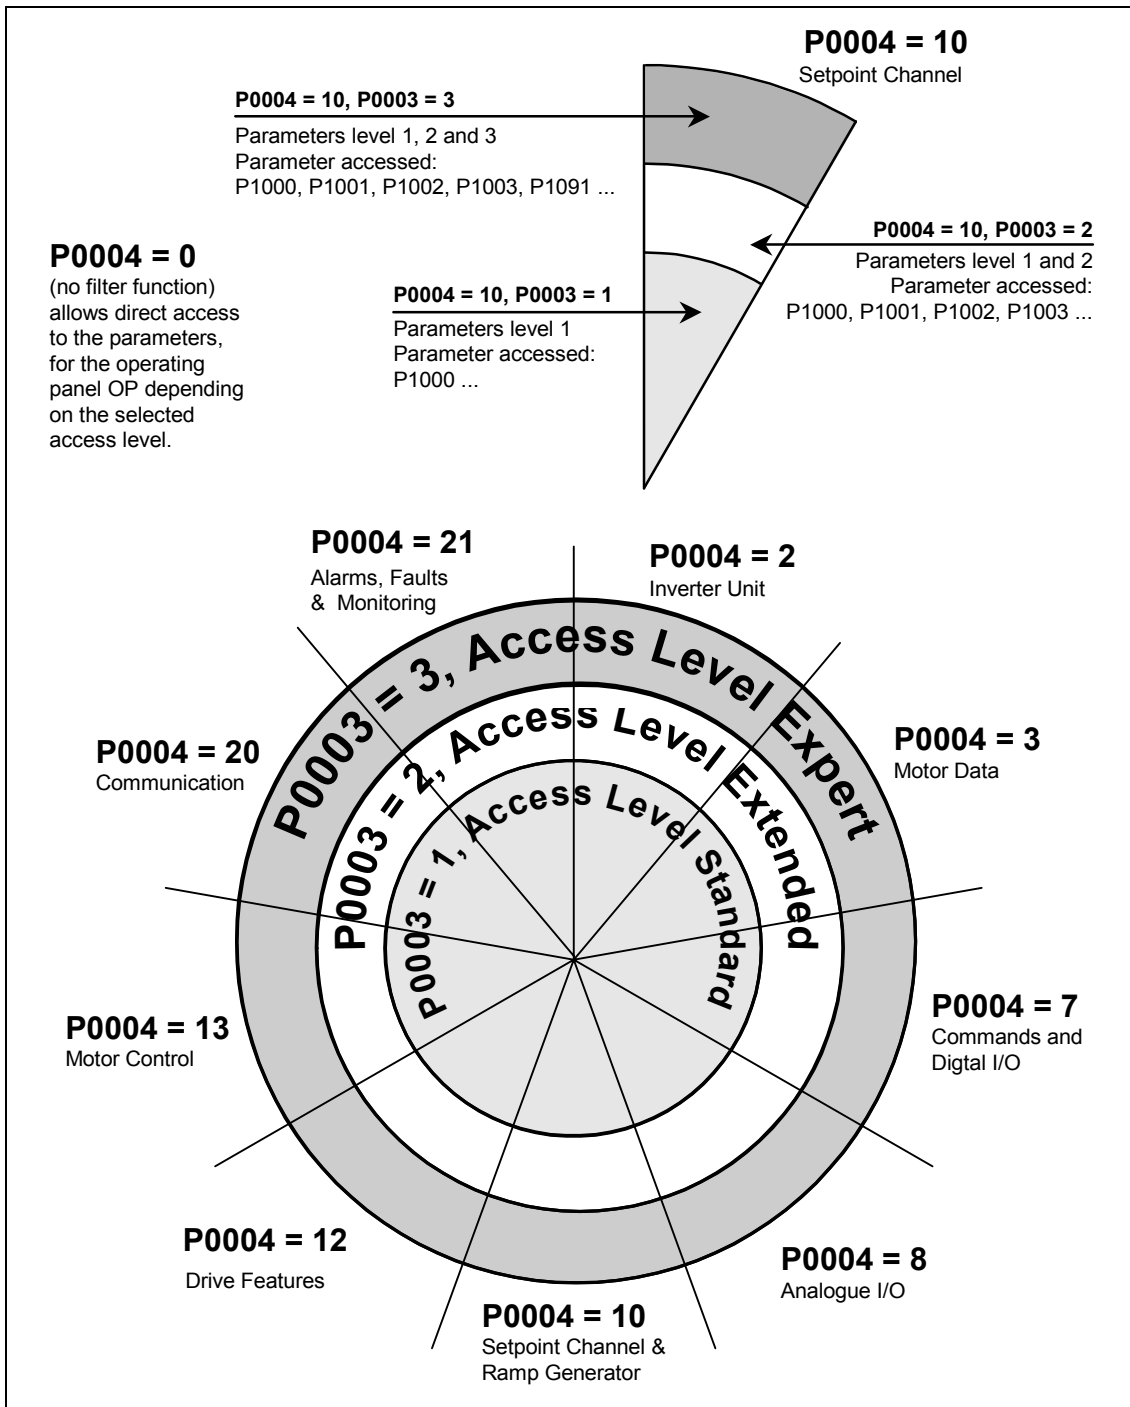 P0004 = 10
Setpoint Channel
P0004 = 10, P0003 = 3
Parameters level 1, 2 and 3
Parameter accessed:
P1000, P1001, P1002, P1003, P1091 ...
P0004 = 0
(no filter function)
allows direct access
to the parameters,
for the operating
panel OP depending
on the selected
access level.
P0004 = 10, P0003 = 2
Parameters level 1 and 2
Parameter accessed:
P1000, P1001, P1002, P1003 ...
P0004 = 10, P0003 = 1
Parameters level 1
Parameter accessed:
P1000 ...
P0004 = 21
Alarms, Faults
& Monitoring
P0004 = 2
Inverter Unit
P0003 = 3, Access Level Expert
P0003 = 2, Access Level Extended
P0003 = 1, Access Level Standard
P0004 = 20
Communication
P0004 = 3
Motor Data
P0004 = 13
Motor Control
P0004 = 7
Commands and
Digtal I/O
P0004 = 12
Drive Features
P0004 = 8
Analogue I/O
P0004 = 10
Setpoint Channel &
Ramp Generator